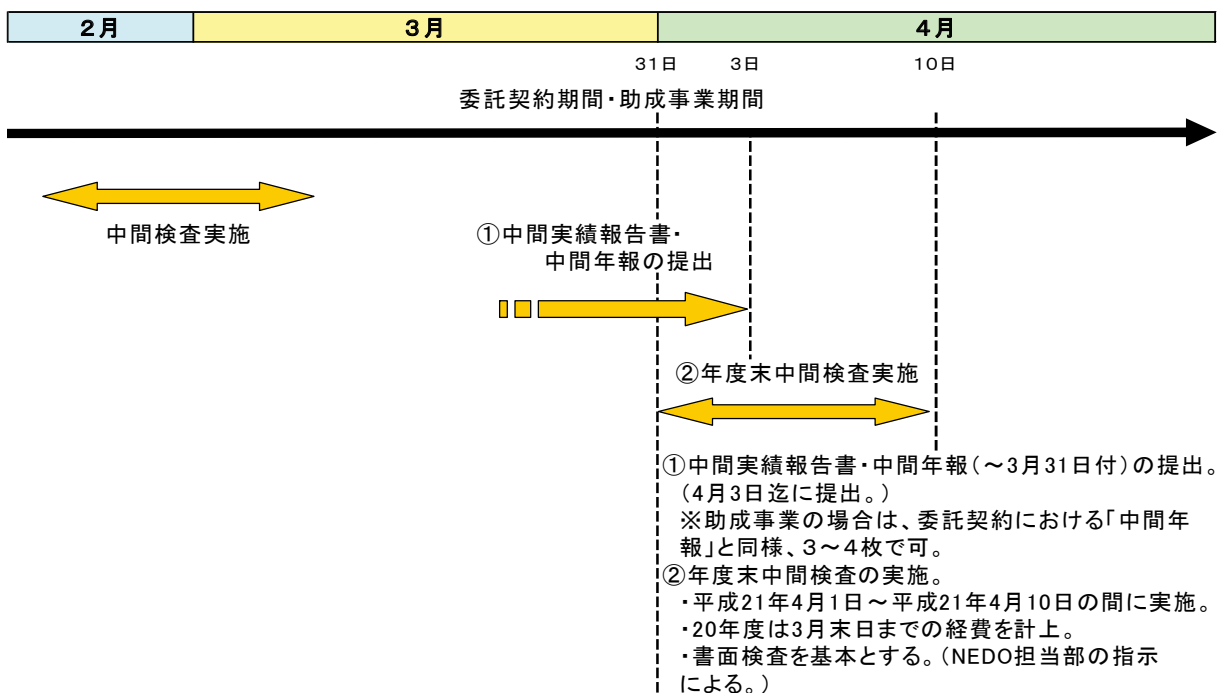 2月
3月
4月
31日
3日
10日
委託契約期間・助成事業期間
中間検査実施
①中間実績報告書・
中間年報の提出
②年度末中間検査実施
①中間実績報告書・中間年報(~3月31日付)の提出。
(4月3日迄に提出。)
※助成事業の場合は、委託契約における「中間年
報」と同様、3~4枚で可。
②年度末中間検査の実施。
・平成21年4月1日~平成21年4月10日の間に実施。
・20年度は3月末日までの経費を計上。
・書面検査を基本とする。(NEDO担当部の指示
による。)